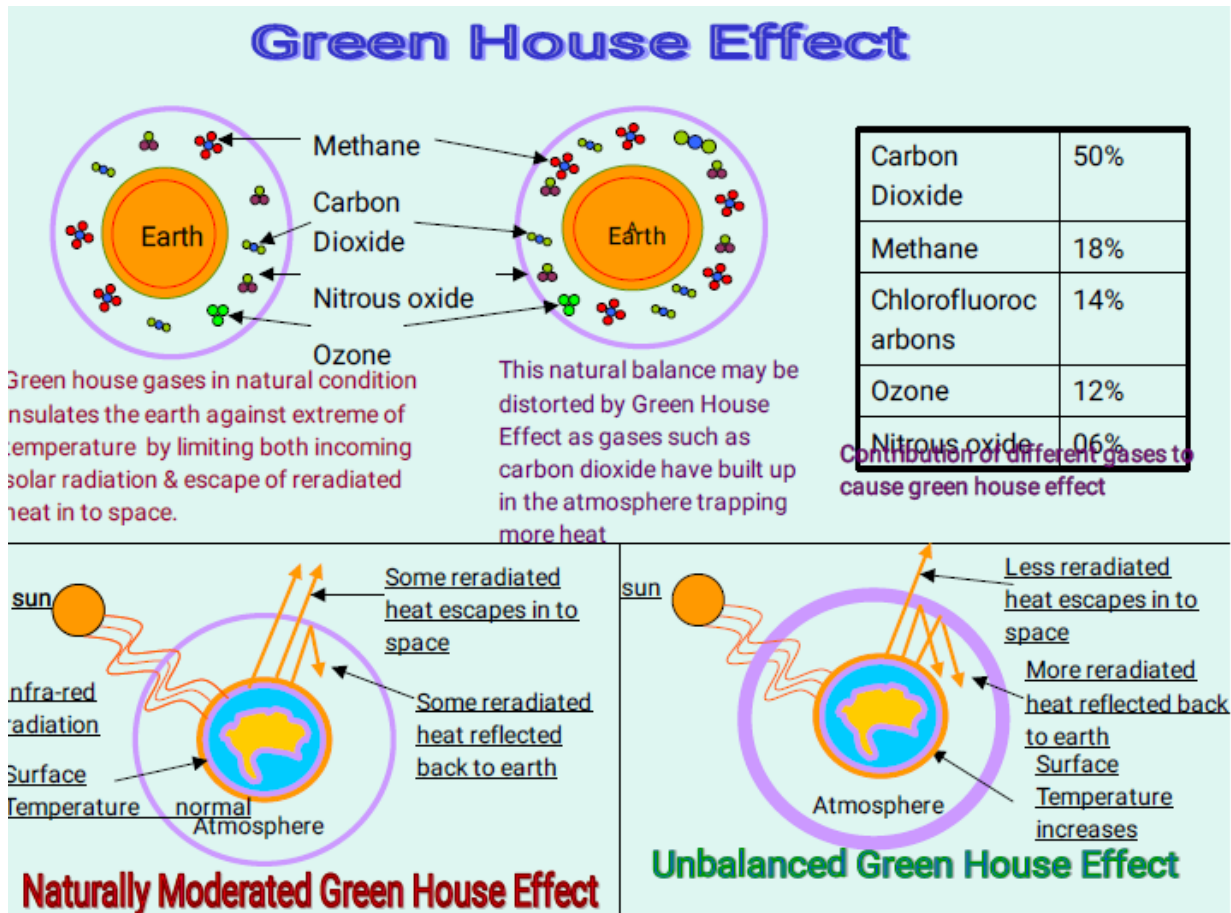 Green House Effect
Methane
Carbon
Dioxide
Nitrous oxide
Ozone
Earth
Earth
Green house gases in natural condition
insulates the earth against extreme of
temperature by limiting both incoming
solar radiation & escape of reradiated
heat in to space.
This natural balance may be
distorted by Green House
Effect as gases such as
carbon dioxide have built up
in the atmosphere trapping
more heat
Carbon Dioxide 50%
Methane 18%
Chlorofluoroc
arbons 14%
Ozone 12%
Nitrous oxide 06%
Contribution of different gases to
cause green house effect
sun
Some reradiated
heat escapes in to
space
Infra-red
radiation
Some reradiated
heat reflected
back to earth
Surface
Temperature normal
Atmosphere
Naturally Moderated Green House Effect
sun
Less reradiated
heat escapes in to
space
More reradiated
heat reflected back
to earth
Surface
Temperature
increases
Atmosphere
Unbalanced Green House Effect